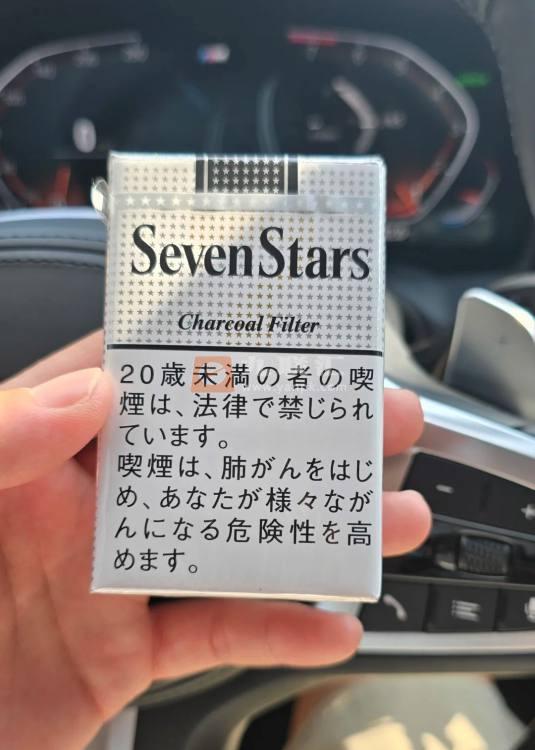 SevenStars
Charcoal Filter
20歳未満の者の喫
煙は、法律で禁じられ
ています。
喫煙は、肺がんをはじ
め、あなたが様々なが
んになる危険性を高
めます。